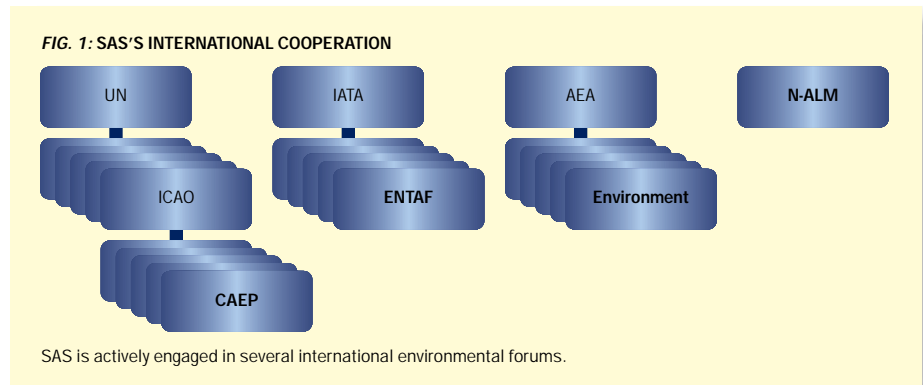 FIG. 1: SAS'S INTERNATIONAL COOPERATION
UN
IATA
AEA
N-ALM
ICAO
ENTAF
Environment
CAEP
SAS is actively engaged in several international environmental forums.